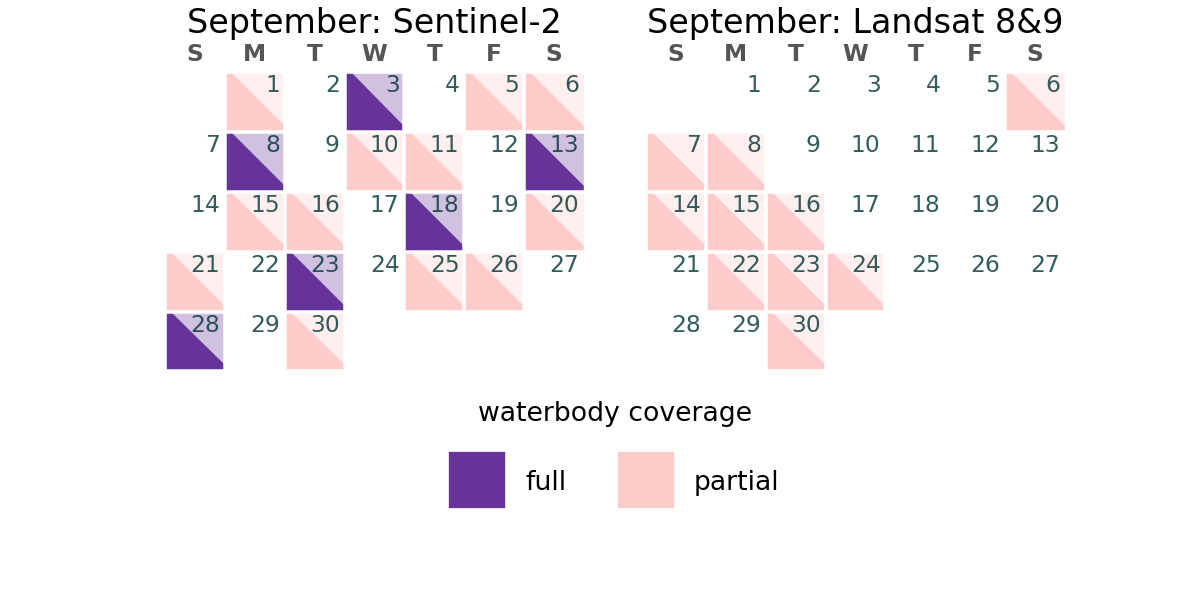 September: Sentinel-2
S M T W T F S
1 2 3 4 5 6
7 8 9 10 11 12 13
14 15 16 17 18 19 20
21 22 23 24 25 26 27
28 29 30
September: Landsat 8&9
S M T W T F S
1 2 3 4 5 6
7 8 9 10 11 12 13
14 15 16 17 18 19 20
21 22 23 24 25 26 27
28 29 30
waterbody coverage
full partial